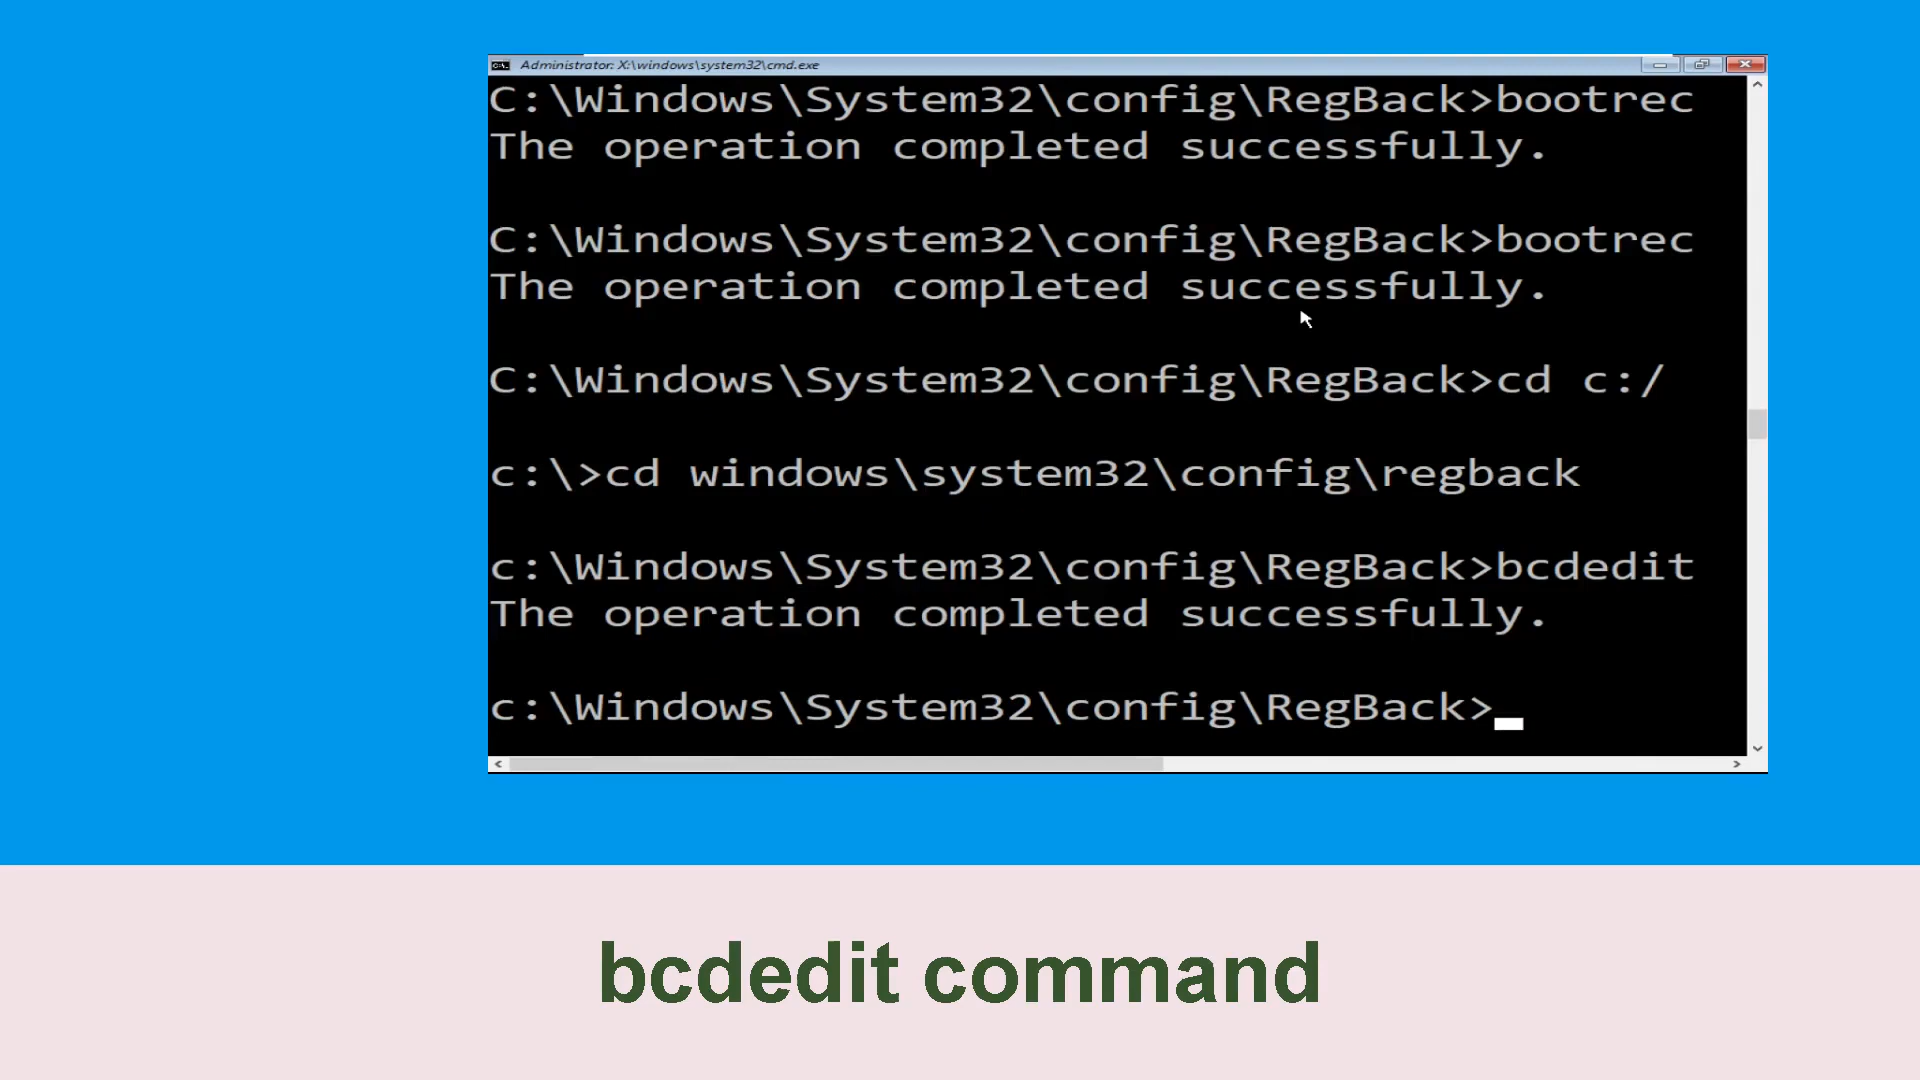 Administrator: X:\windows\system32\cmd.exe
C:\Windows\System32\config\RegBack>bootrec
The operation completed successfully.
C:\Windows\System32\config\RegBack>bootrec
The operation completed successfully.
C:\Windows\System32\config\RegBack>cd c:/
c:\>cd windows\system32\config\regback
c:\Windows\System32\config\RegBack>bcdedit
The operation completed successfully.
c:\Windows\System32\config\RegBack>
bcdedit command